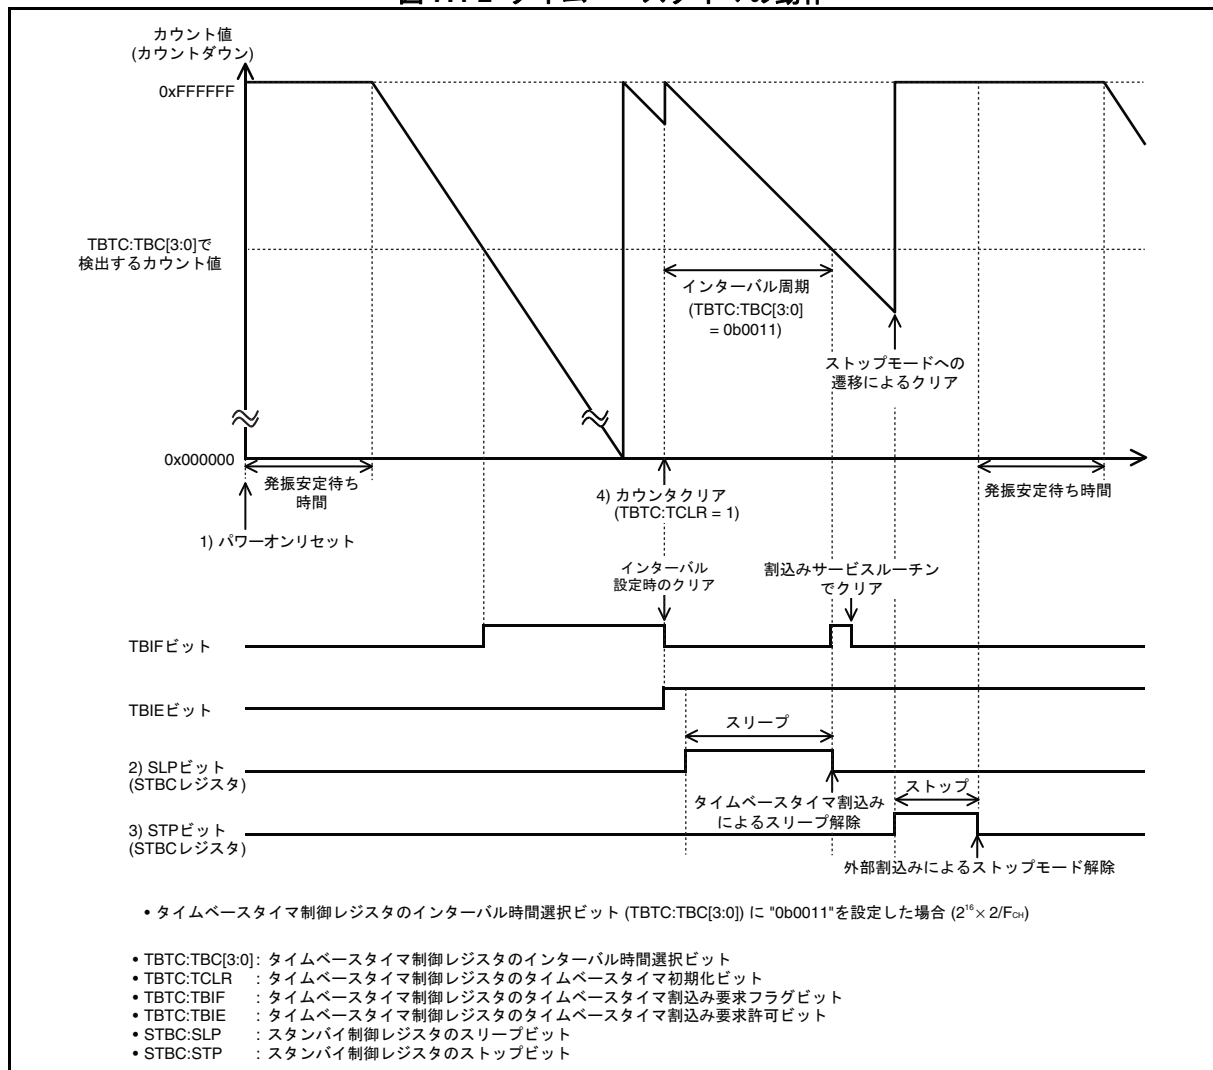 カウント値
(カウントダウン)
0xFFFFFF
TBTC:TBC[3:0]で
検出するカウント値
インターバル周期
(TBTC:TBC[3:0]
= 0b0011)
ストップモードへの
遷移によるクリア
0x000000
発振安定待ち
時間
4) カウンタクリア
(TBTC:TCLR = 1)
発振安定待ち時間
1) パワーオンリセット
インターバル
設定時のクリア
割込みサービスルーチン
でクリア
TBIFビット
TBIEビット
スリープ
2) SLPビット
(STBCレジスタ)
タイムベースタイマ割込み
によるスリープ解除
ストップ
3) STPビット
(STBCレジスタ)
外部割込みによるストップモード解除
• タイムベースタイマ制御レジスタのインターバル時間選択ビット (TBTC:TBC[3:0]) に "0b0011"を設定した場合 (2¹⁶× 2/FCH)
• TBTC:TBC[3:0] : タイムベースタイマ制御レジスタのインターバル時間選択ビット
• TBTC:TCLR : タイムベースタイマ制御レジスタのタイムベースタイマ初期化ビット
• TBTC:TBIF : タイムベースタイマ制御レジスタのタイムベースタイマ割込み要求フラグビット
• TBTC:TBIE : タイムベースタイマ制御レジスタのタイムベースタイマ割込み要求許可ビット
• STBC:SLP : スタンバイ制御レジスタのスリープビット
• STBC:STP : スタンバイ制御レジスタのストップビット